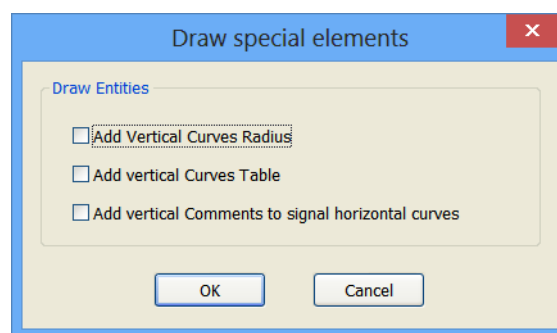 Draw special elements
Draw Entities
Add Vertical Curves Radius
Add vertical Curves Table
Add vertical Comments to signal horizontal curves
OK
Cancel